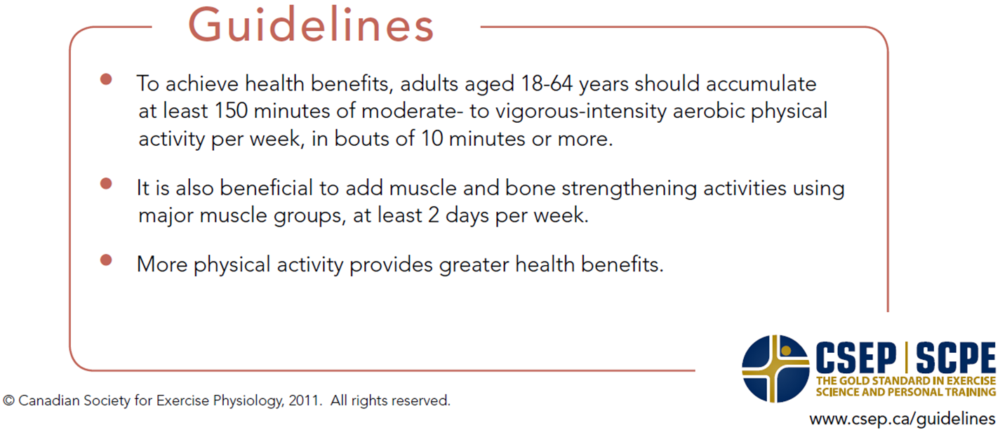 Guidelines
• To achieve health benefits, adults aged 18-64 years should accumulate
at least 150 minutes of moderate- to vigorous-intensity aerobic physical
activity per week, in bouts of 10 minutes or more.
• It is also beneficial to add muscle and bone strengthening activities using
major muscle groups, at least 2 days per week.
• More physical activity provides greater health benefits.
CSEP | SCPE
THE GOLD STANDARD IN EXERCISE
SCIENCE AND PERSONAL TRAINING
© Canadian Society for Exercise Physiology, 2011. All rights reserved.
www.csep.ca/guidelines